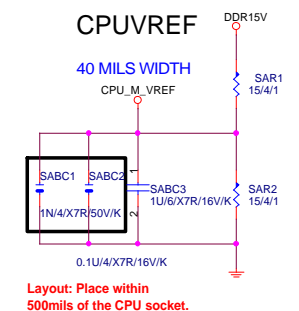 CPUVREF
DDR15V
40 MILS WIDTH
CPU_M_VREF
SAR1
15/4/1
SABC1
SABC2
1
SABC3
1U/6/X7R/16V/K
SAR2
15/4/1
2
1N/4/X7R/50V/K
0.1U/4/X7R/16V/K
Layout: Place within
500mils of the CPU socket.